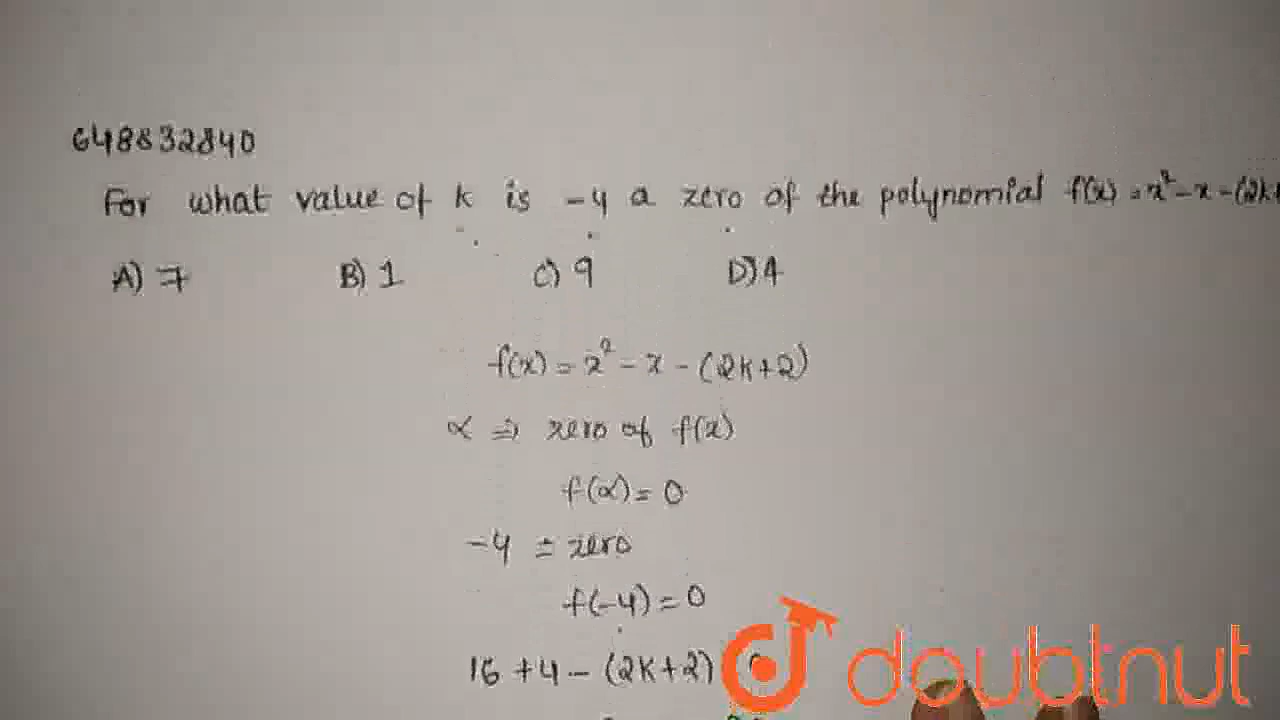 648832840
For what value of k is -4 a zero of the polynomial f(x) = x² - x - (2k+
A) 7 B) 1 C) 9 D) 4
f(x) = x² - x - (2k+2)
α ⇒ zero of f(x)
f(α) = 0
-4 = zero
f(-4) = 0
16 + 4 - (2k+2)
doubtnut